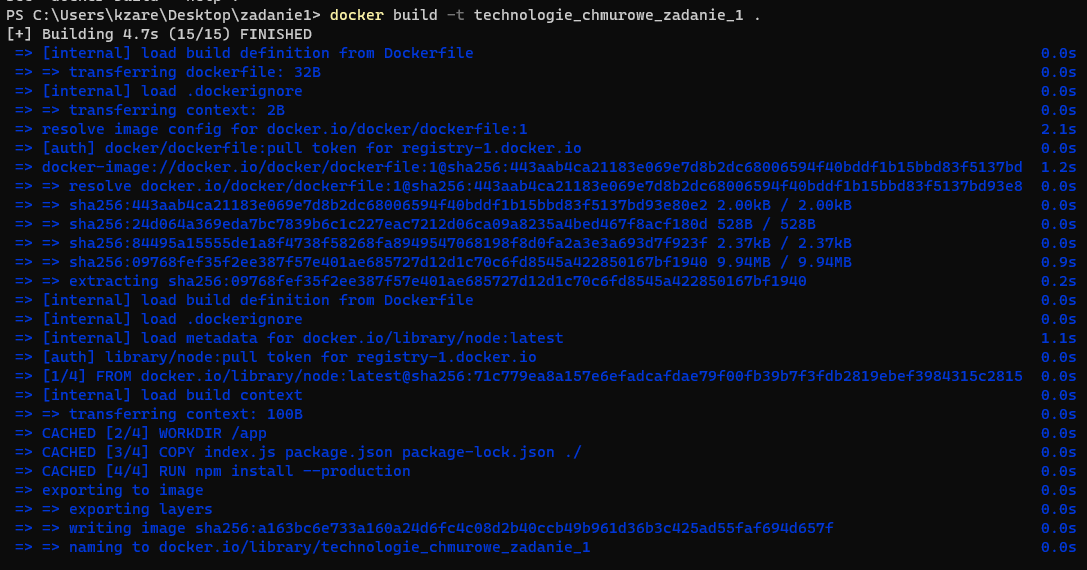 PS C:\Users\kzare\Desktop\zadanie1> docker build -t technologie_chmurowe_zadanie_1 .
[+] Building 4.7s (15/15) FINISHED
=> [internal] load build definition from Dockerfile 0.0s
=> => transferring dockerfile: 32B 0.0s
=> [internal] load .dockerignore 0.0s
=> => transferring context: 2B 0.0s
=> resolve image config for docker.io/docker/dockerfile:1 2.1s
=> [auth] docker/dockerfile:pull token for registry-1.docker.io 0.0s
=> docker-image://docker.io/docker/dockerfile:1@sha256:443aab4ca21183e069e7d8b2dc68006594f40bddf1b15bbd83f5137bd 1.2s
=> => resolve docker.io/docker/dockerfile:1@sha256:443aab4ca21183e069e7d8b2dc68006594f40bddf1b15bbd83f5137bd93e8 0.0s
=> => sha256:443aab4ca21183e069e7d8b2dc68006594f40bddf1b15bbd83f5137bd93e80e2 2.00kB / 2.00kB 0.0s
=> => sha256:24d064a369eda7bc7839b6c1c227eac7212d06ca09a8235a4bed467f8acf180d 528B / 528B 0.0s
=> => sha256:84495a15555de1a8f4738f58268fa8949547068198f8d0fa2a3e3a693d7f923f 2.37kB / 2.37kB 0.0s
=> => sha256:09768fef35f2ee387f57e401ae685727d12d1c70c6fd8545a422850167bf1940 9.94MB / 9.94MB 0.9s
=> => extracting sha256:09768fef35f2ee387f57e401ae685727d12d1c70c6fd8545a422850167bf1940 0.2s
=> [internal] load build definition from Dockerfile 0.0s
=> [internal] load .dockerignore 0.0s
=> [internal] load metadata for docker.io/library/node:latest 1.1s
=> [auth] library/node:pull token for registry-1.docker.io 0.0s
=> [1/4] FROM docker.io/library/node:latest@sha256:71c779ea8a157e6efadcafdae79f00fb39b7f3fdb2819ebef3984315c2815 0.0s
=> [internal] load build context 0.0s
=> => transferring context: 100B 0.0s
=> CACHED [2/4] WORKDIR /app 0.0s
=> CACHED [3/4] COPY index.js package.json package-lock.json ./ 0.0s
=> CACHED [4/4] RUN npm install --production 0.0s
=> exporting to image 0.0s
=> => exporting layers 0.0s
=> => writing image sha256:a163bc6e733a160a24d6fc4c08d2b40ccb49b961d36b3c425ad55faf694d657f 0.0s
=> => naming to docker.io/library/technologie_chmurowe_zadanie_1 0.0s